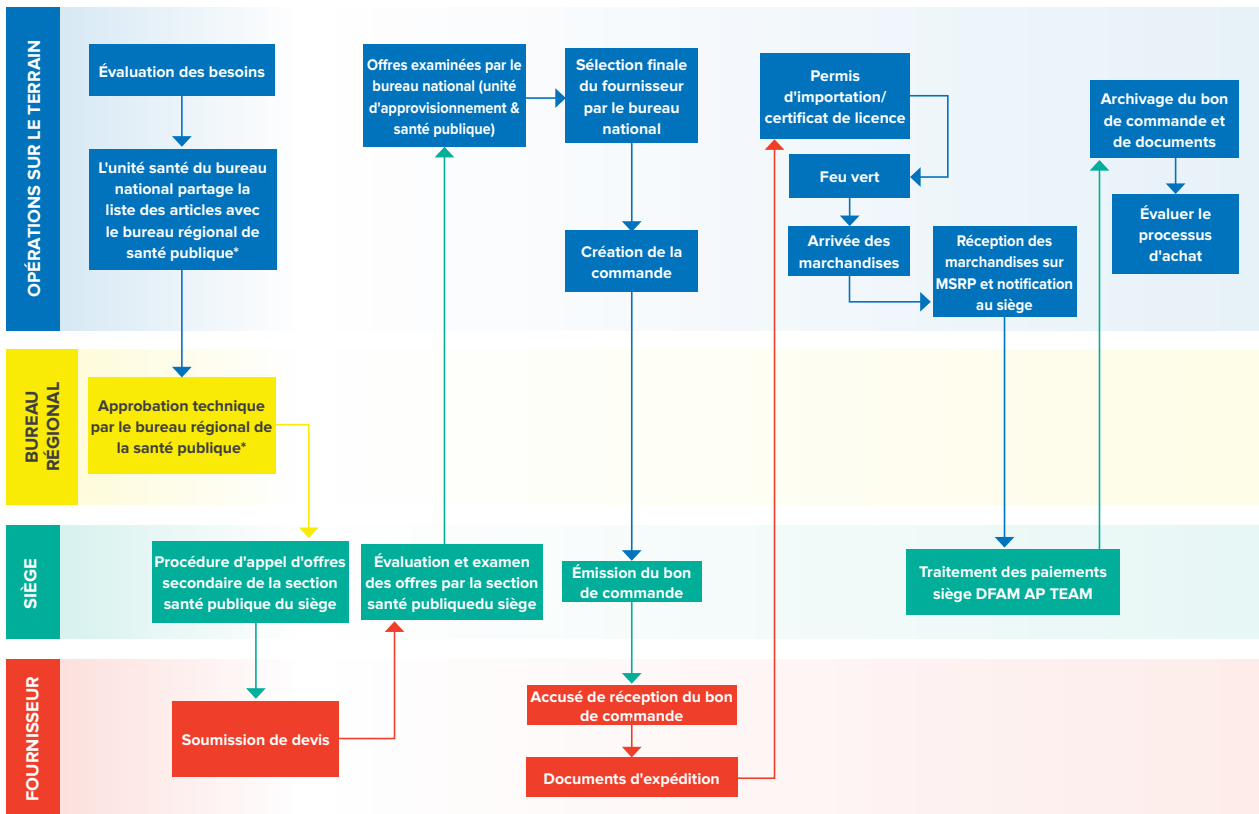 OPÉRATIONS SUR LE TERRAIN
Évaluation des besoins
L'unité santé du bureau
national partage la
liste des articles avec
le bureau régional de
santé publique*
Offres examinées par le
bureau national (unité
d'approvisionnement &
santé publique)
Sélection finale
du fournisseur
par le bureau
national
Création de la
commande
Permis
d'importation/
certificat de licence
Feu vert
Arrivée des
marchandises
Réception des
marchandises sur
MSRP et notification
au siège
Archivage du bon
de commande et
de documents
Évaluer le
processus
d'achat
BUREAU
RÉGIONAL
Approbation technique
par le bureau régional de
la santé publique*
SIÈGE
Procédure d'appel d'offres
secondaire de la section
santé publique du siège
Évaluation et examen
des offres par la section
santé publiquedu siège
Émission du bon
de commande
Traitement des paiements
siège DFAM AP TEAM
FOURNISSEUR
Soumission de devis
Accusé de réception du bon
de commande
Documents d'expédition